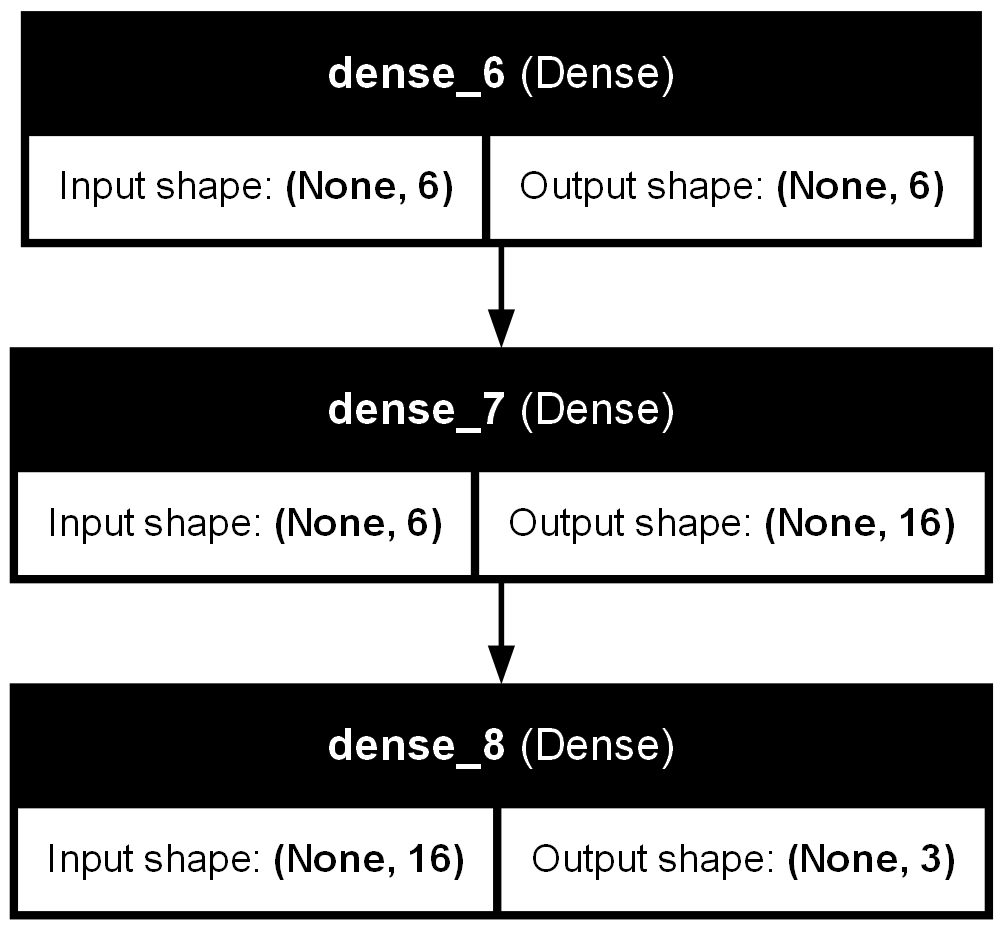 dense_6 (Dense)
Input shape: (None, 6) Output shape: (None, 6)
dense_7 (Dense)
Input shape: (None, 6) Output shape: (None, 16)
dense_8 (Dense)
Input shape: (None, 16) Output shape: (None, 3)